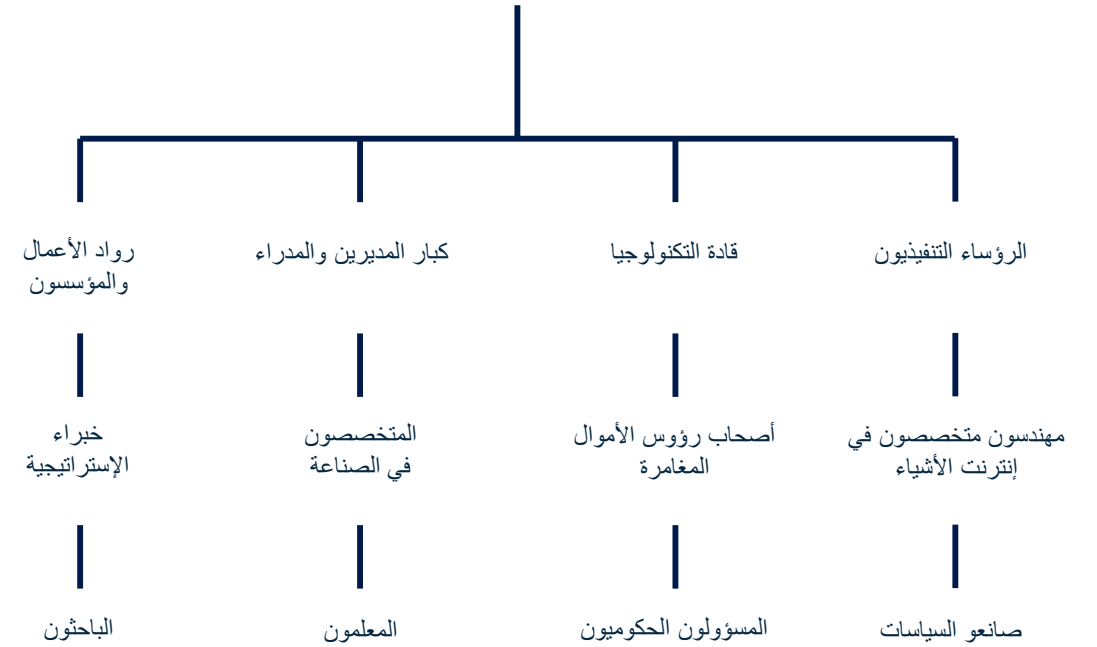 الرؤساء التنفيذيون
قادة التكنولوجيا
كبار المديرين والمدراء
رواد الأعمال
والمؤسسون
مهندسون متخصصون في
إنترنت الأشياء
أصحاب رؤوس الأموال
المغامرة
المتخصصون
في الصناعة
خبراء
الإستراتيجية
صانعو السياسات
المسؤولون الحكوميون
المعلمون
الباحثون